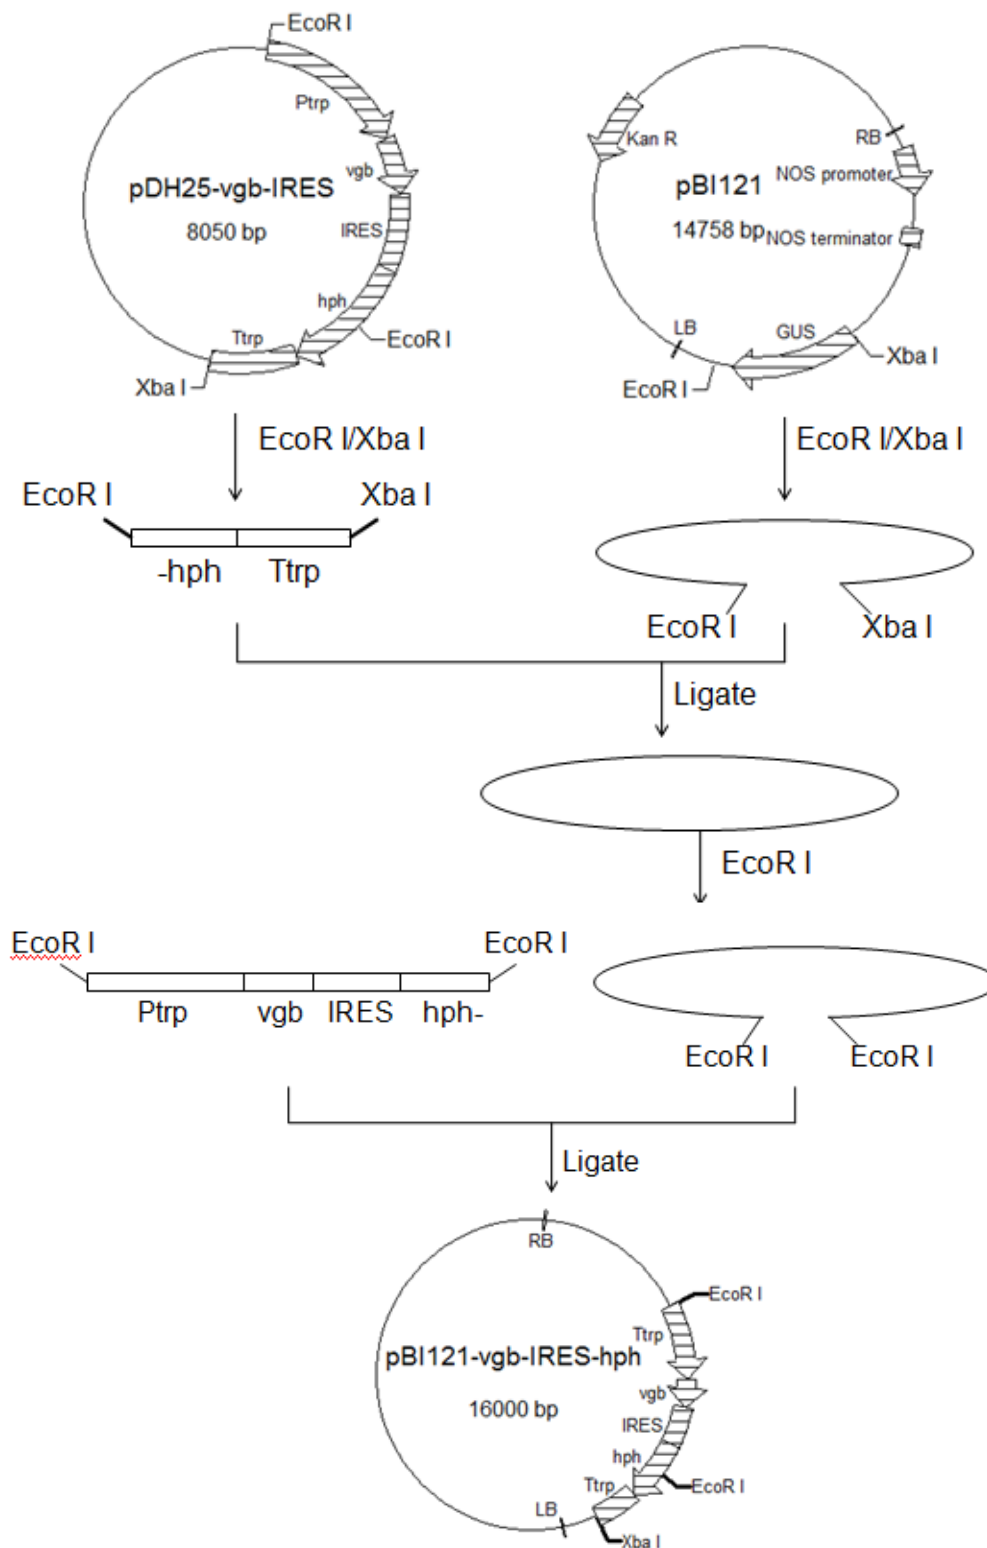 EcoR I
Ptrp
vgb
pDH25-vgb-IRES
8050 bp
IRES
hph
EcoR I
Ttrp
Xba I
Kan R
RB
NOS promoter
pBI121
14758 bp
NOS terminator
GUS
LB
Xba I
EcoR I
EcoR I/Xba I
EcoR I/Xba I
EcoR I
Xba I
-hph
Ttrp
EcoR I
Xba I
Ligate
EcoR I
EcoR I
EcoR I
Ptrp
vgb
IRES
hph-
EcoR I
EcoR I
Ligate
RB
EcoR I
Ttrp
pBI121-vgb-IRES-hph
vgb
16000 bp
IRES
hph
Ttrp
EcoR I
LB
Xba I